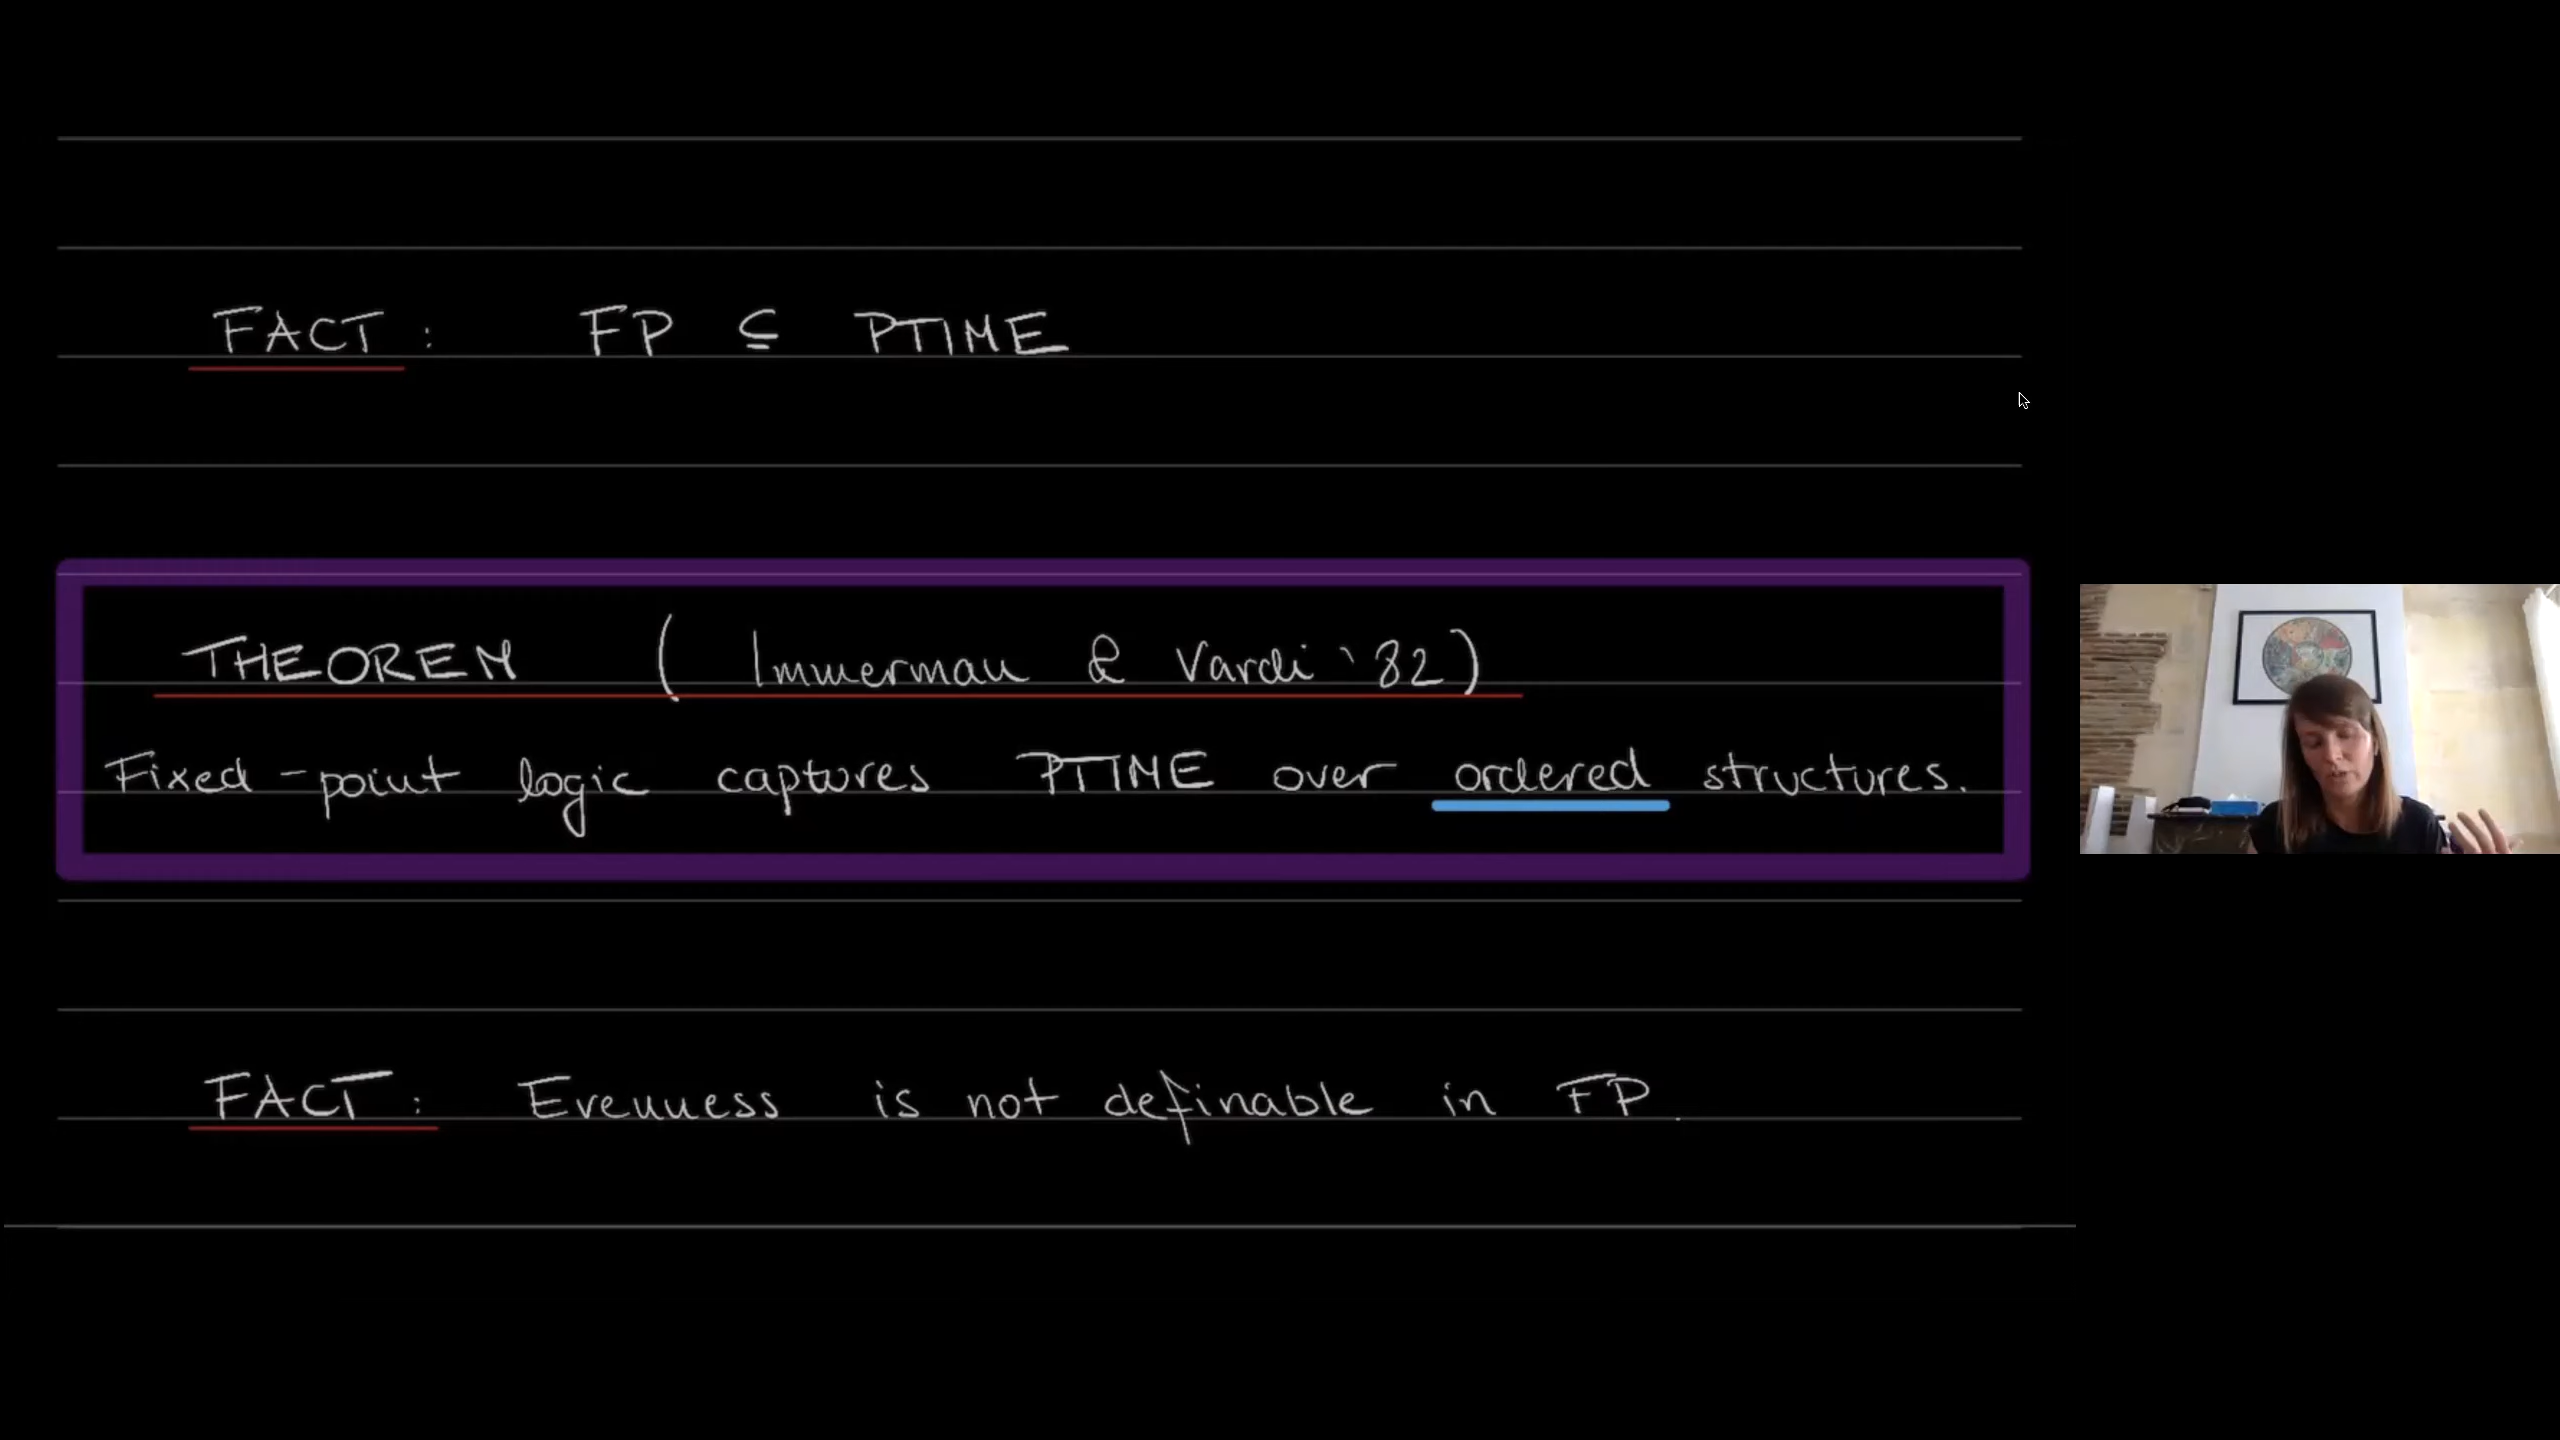 FACT : FP ⊆ PTIME
THEOREM ( Immerman & Vardi '82)
Fixed-point logic captures PTIME over ordered structures.
FACT : Evenness is not definable in FP.